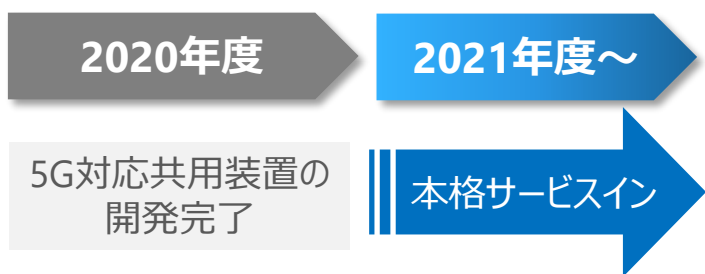 2020年度
2021年度～
5G対応共用装置の
開発完了
本格サービスイン